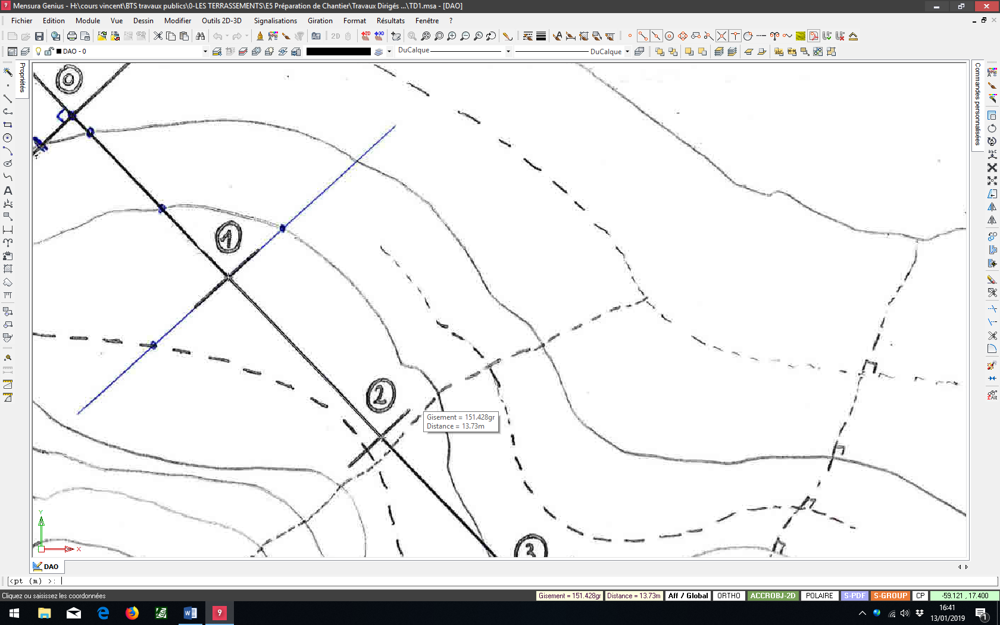 Mensura Genius - H:\cours vincent\BTS travaux publics\0-LES TERRASSEMENTS\E5 Préparation de Chantier\Travaux Dirigés ...\TD1.msa - [DAO]
Fichier Edition Module Vue Dessin Modifier Outils 2D-3D Signalisations Giration Format Résultats Fenêtre ?
DAO - 0 DuCalque DuCalque
Propriétés
Commandes personnalisées
0
1
2
3
Gisement = 151.428gr
Distance = 13.73m
Y
X
DAO
<pt (m) >:
Cliquez ou saisissez les coordonnées Gisement = 151.428gr Distance = 13.73m Aff / Global ORTHO ACCROBJ-2D POLAIRE S-PDF S-GROUP CP -59.121 , 17.400
16:41
13/01/2019